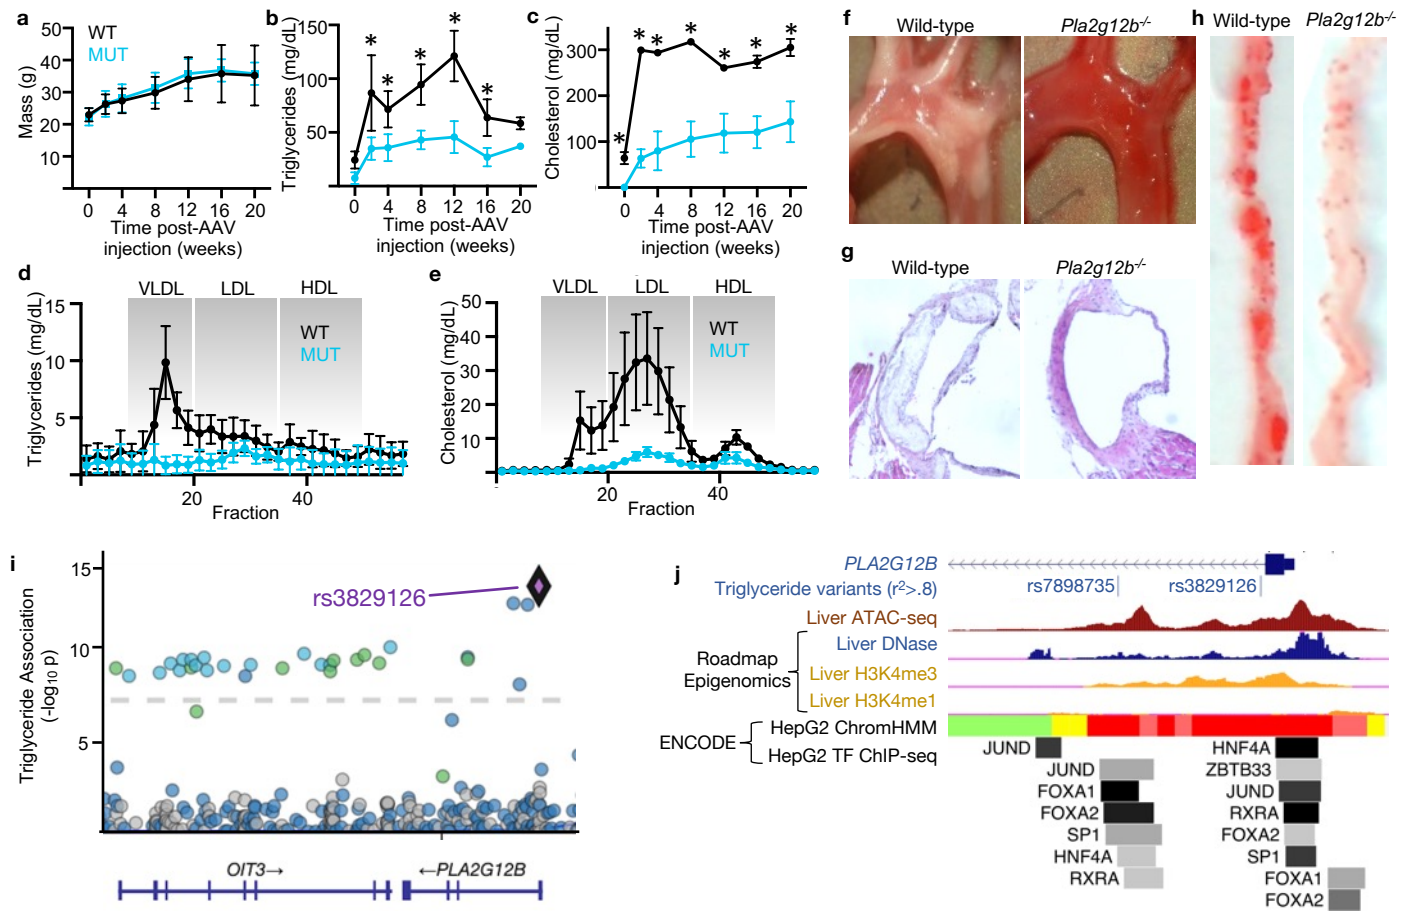 a
50
40
30
20
10
Mass (g)
WT
MUT
0 4 8 12 16 20
Time post-AAV
injection (weeks)
b
150
100
50
Triglycerides (mg/dL)
* * * * *
0 4 8 12 16 20
Time post-AAV
injection (weeks)
c
300
200
100
Cholesterol (mg/dL)
* * * * * * *
0 4 8 12 16 20
Time post-AAV
injection (weeks)
d
VLDL LDL HDL
15
10
5
Triglycerides (mg/dL)
WT
MUT
20 40
Fraction
e
VLDL LDL HDL
50
40
30
20
10
Cholesterol (mg/dL)
WT
MUT
20 40
Fraction
f
Wild-type Pla2g12b-/-
g
Wild-type Pla2g12b-/-
h
Wild-type Pla2g12b-/-
i
15
10
5
Triglyceride Association
(-log10 p)
rs3829126
OIT3→ ←PLA2G12B
j
PLA2G12B
Triglyceride variants (r2>.8) rs7898735 rs3829126
Liver ATAC-seq
Roadmap
Epigenomics
Liver DNase
Liver H3K4me3
Liver H3K4me1
ENCODE
HepG2 ChromHMM
HepG2 TF ChIP-seq
JUND HNF4A
JUND ZBTB33
FOXA1 JUND
FOXA2 RXRA
SP1 FOXA2
HNF4A SP1
RXRA FOXA1
FOXA2